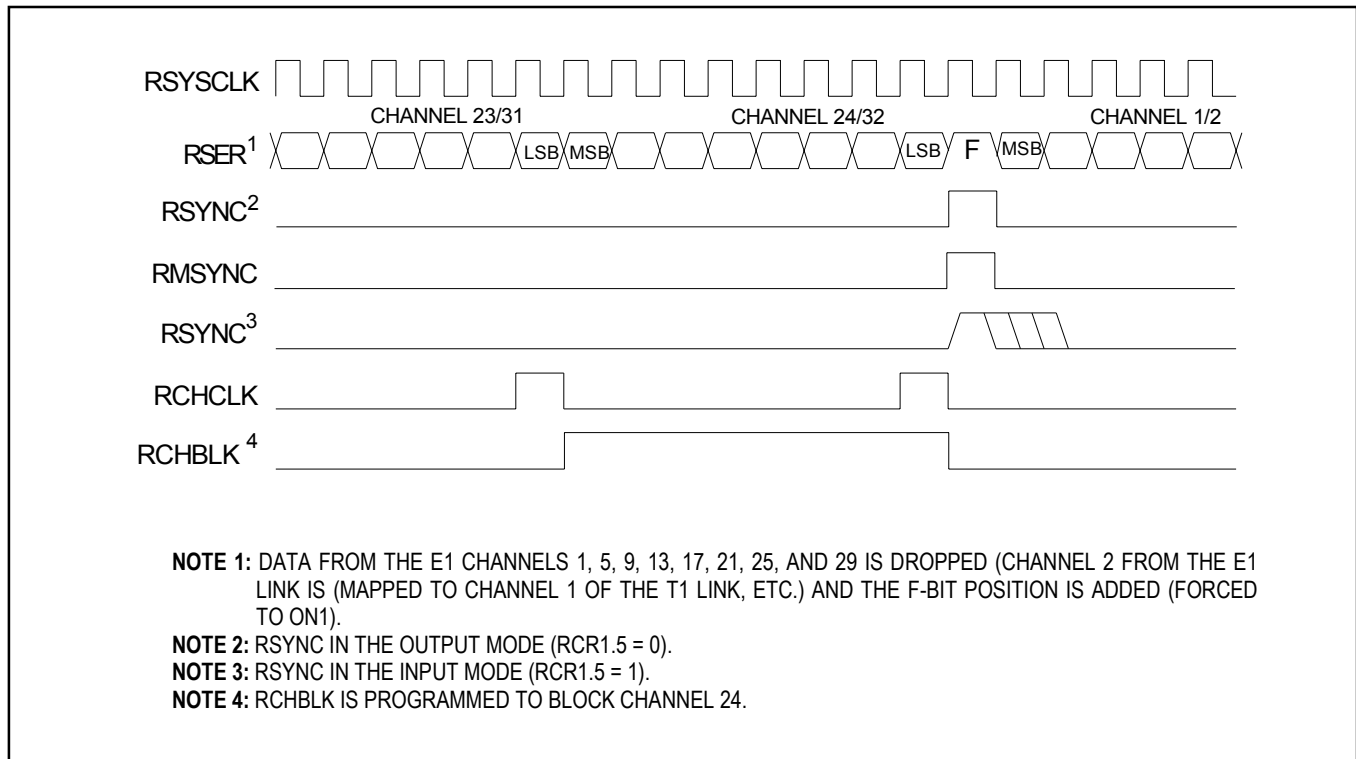 RSYSCLK
CHANNEL 23/31 CHANNEL 24/32 CHANNEL 1/2
RSER1 LSB MSB LSB F MSB
RSYNC2
RMSYNC
RSYNC3
RCHCLK
RCHBLK 4
NOTE 1: DATA FROM THE E1 CHANNELS 1, 5, 9, 13, 17, 21, 25, AND 29 IS DROPPED (CHANNEL 2 FROM THE E1
LINK IS (MAPPED TO CHANNEL 1 OF THE T1 LINK, ETC.) AND THE F-BIT POSITION IS ADDED (FORCED
TO ON1).
NOTE 2: RSYNC IN THE OUTPUT MODE (RCR1.5 = 0).
NOTE 3: RSYNC IN THE INPUT MODE (RCR1.5 = 1).
NOTE 4: RCHBLK IS PROGRAMMED TO BLOCK CHANNEL 24.